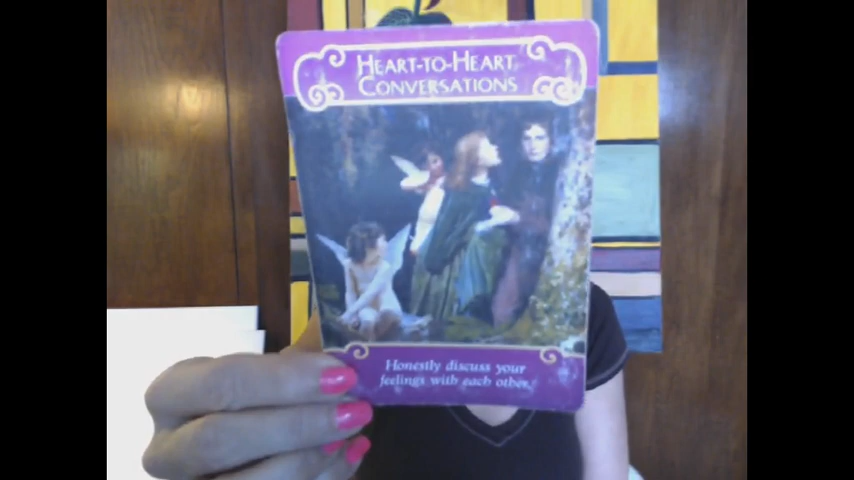 HEART-TO-HEART
CONVERSATIONS
Honestly discuss your
feelings with each other.